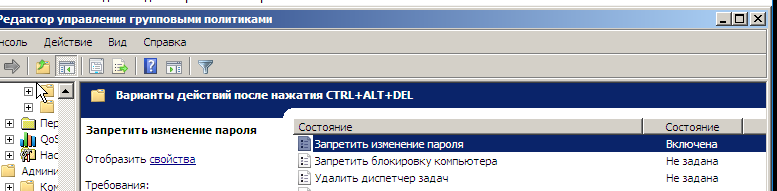 Редактор управления групповыми политиками
нсоль Действие Вид Справка
Варианты действий после нажатия CTRL+ALT+DEL
Пер
QoS
Нас
Админи
Ком
Запретить изменение пароля
Отобразить свойства
Требования:
Состояние Состояние
Запретить изменение пароля Включена
Запретить блокировку компьютера Не задана
Удалить диспетчер задач Не задана